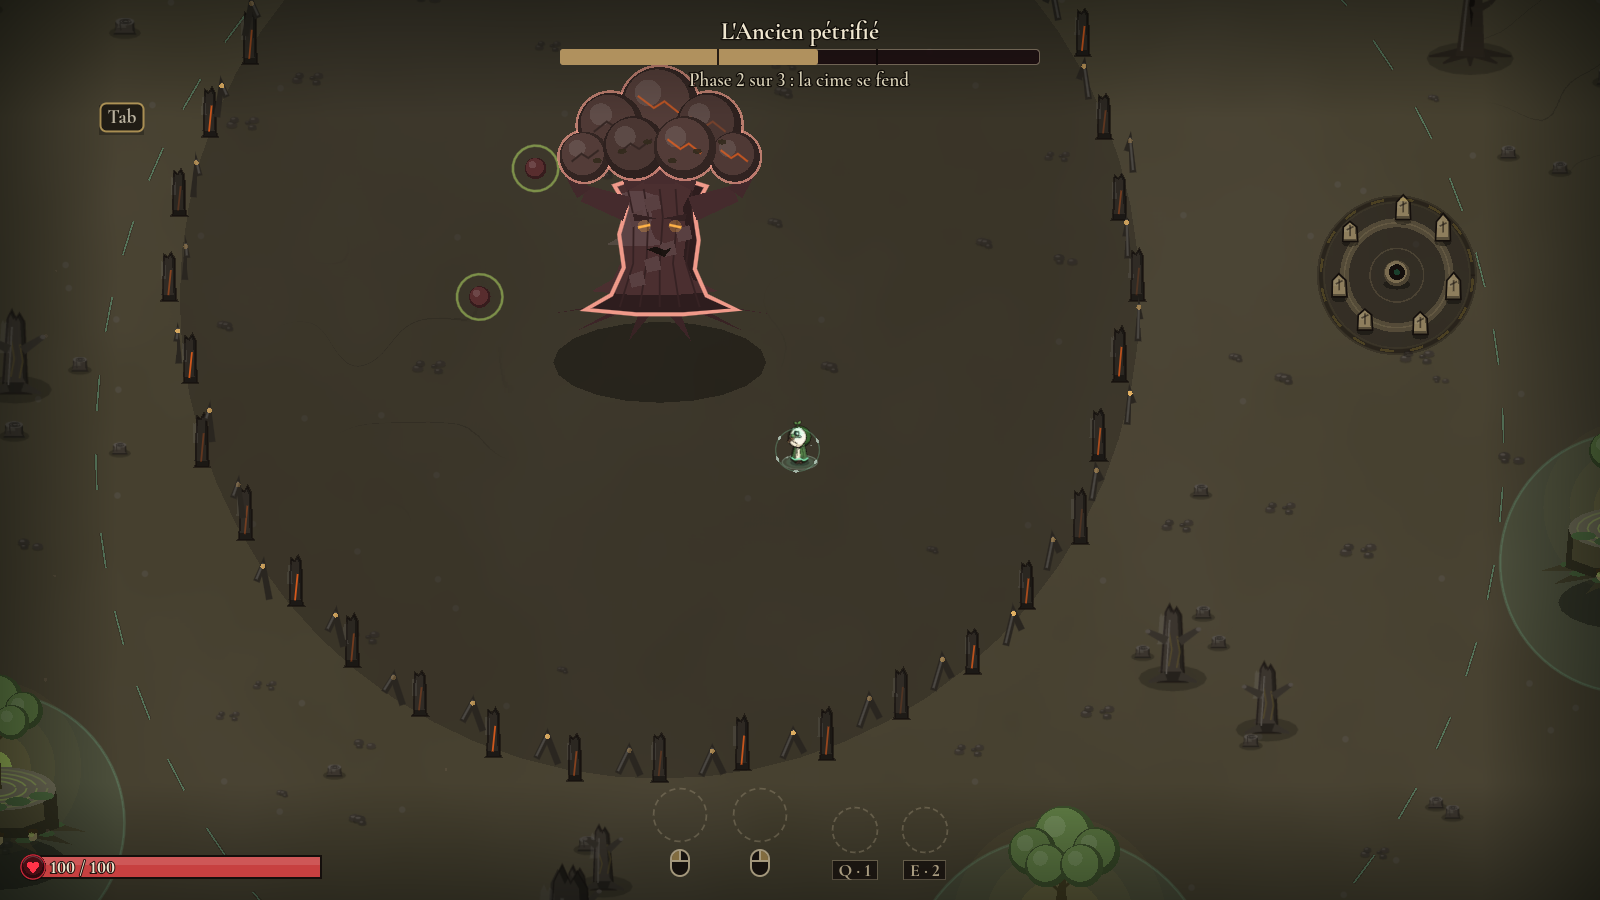 L'Ancien pétrifié
Phase 2 sur 3 : la cime se fend
Tab
100 / 100
Q · 1
E · 2